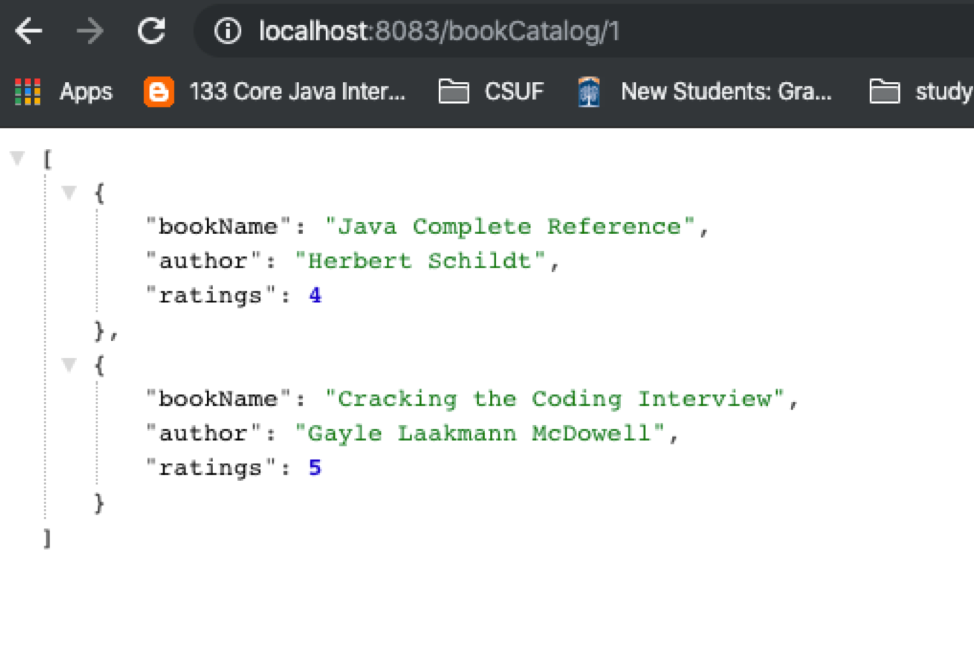 localhost:8083/bookCatalog/1
Apps 133 Core Java Inter... CSUF New Students: Gra... study
[
{
"bookName": "Java Complete Reference",
"author": "Herbert Schildt",
"ratings": 4
},
{
"bookName": "Cracking the Coding Interview",
"author": "Gayle Laakmann McDowell",
"ratings": 5
}
]